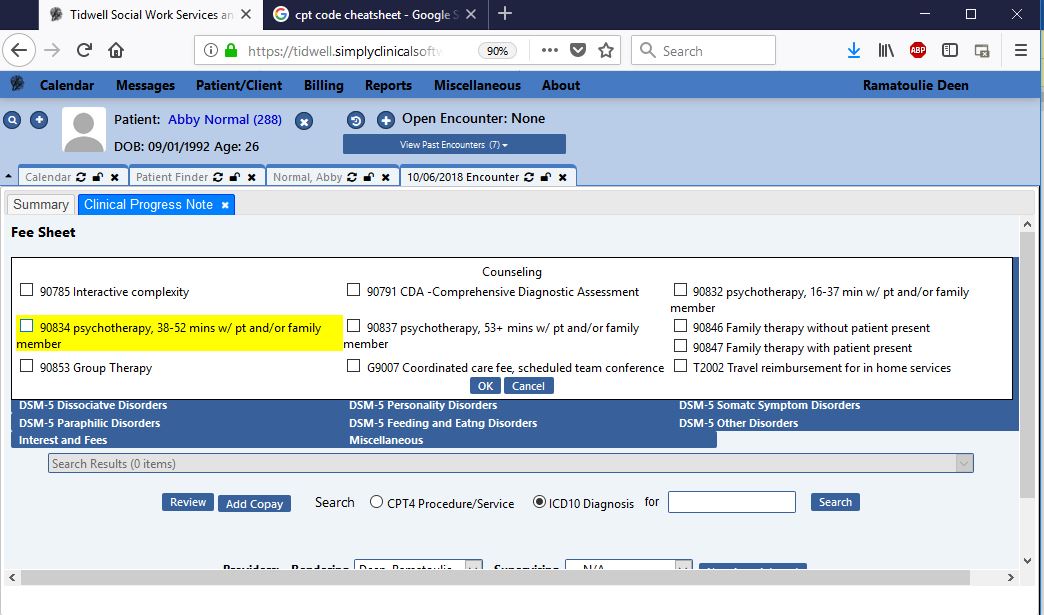 Tidwell Social Work Services an
cpt code cheatsheet - Google S
https://tidwell.simplyclinicalsoftw
90%
Search
ABP
Calendar Messages Patient/Client Billing Reports Miscellaneous About Ramatoulie Deen
Patient: Abby Normal (288)
Open Encounter: None
DOB: 09/01/1992 Age: 26
View Past Encounters (7)
Calendar Patient Finder Normal, Abby 10/06/2018 Encounter
Summary Clinical Progress Note
Fee Sheet
Counseling
90785 Interactive complexity
90791 CDA -Comprehensive Diagnostic Assessment
90832 psychotherapy, 16-37 min w/ pt and/or family
member
90834 psychotherapy, 38-52 mins w/ pt and/or family
member
90837 psychotherapy, 53+ mins w/ pt and/or family
member
90846 Family therapy without patient present
90847 Family therapy with patient present
90853 Group Therapy
G9007 Coordinated care fee, scheduled team conference
T2002 Travel reimbursement for in home services
OK Cancel
DSM-5 Dissociatve Disorders DSM-5 Personality Disorders DSM-5 Somatc Symptom Disorders
DSM-5 Paraphilic Disorders DSM-5 Feeding and Eatng Disorders DSM-5 Other Disorders
Interest and Fees Miscellaneous
Search Results (0 items)
Review Add Copay Search CPT4 Procedure/Service ICD10 Diagnosis for Search
Providers: Rendering Deen, Ramatoulie Supervising N/A